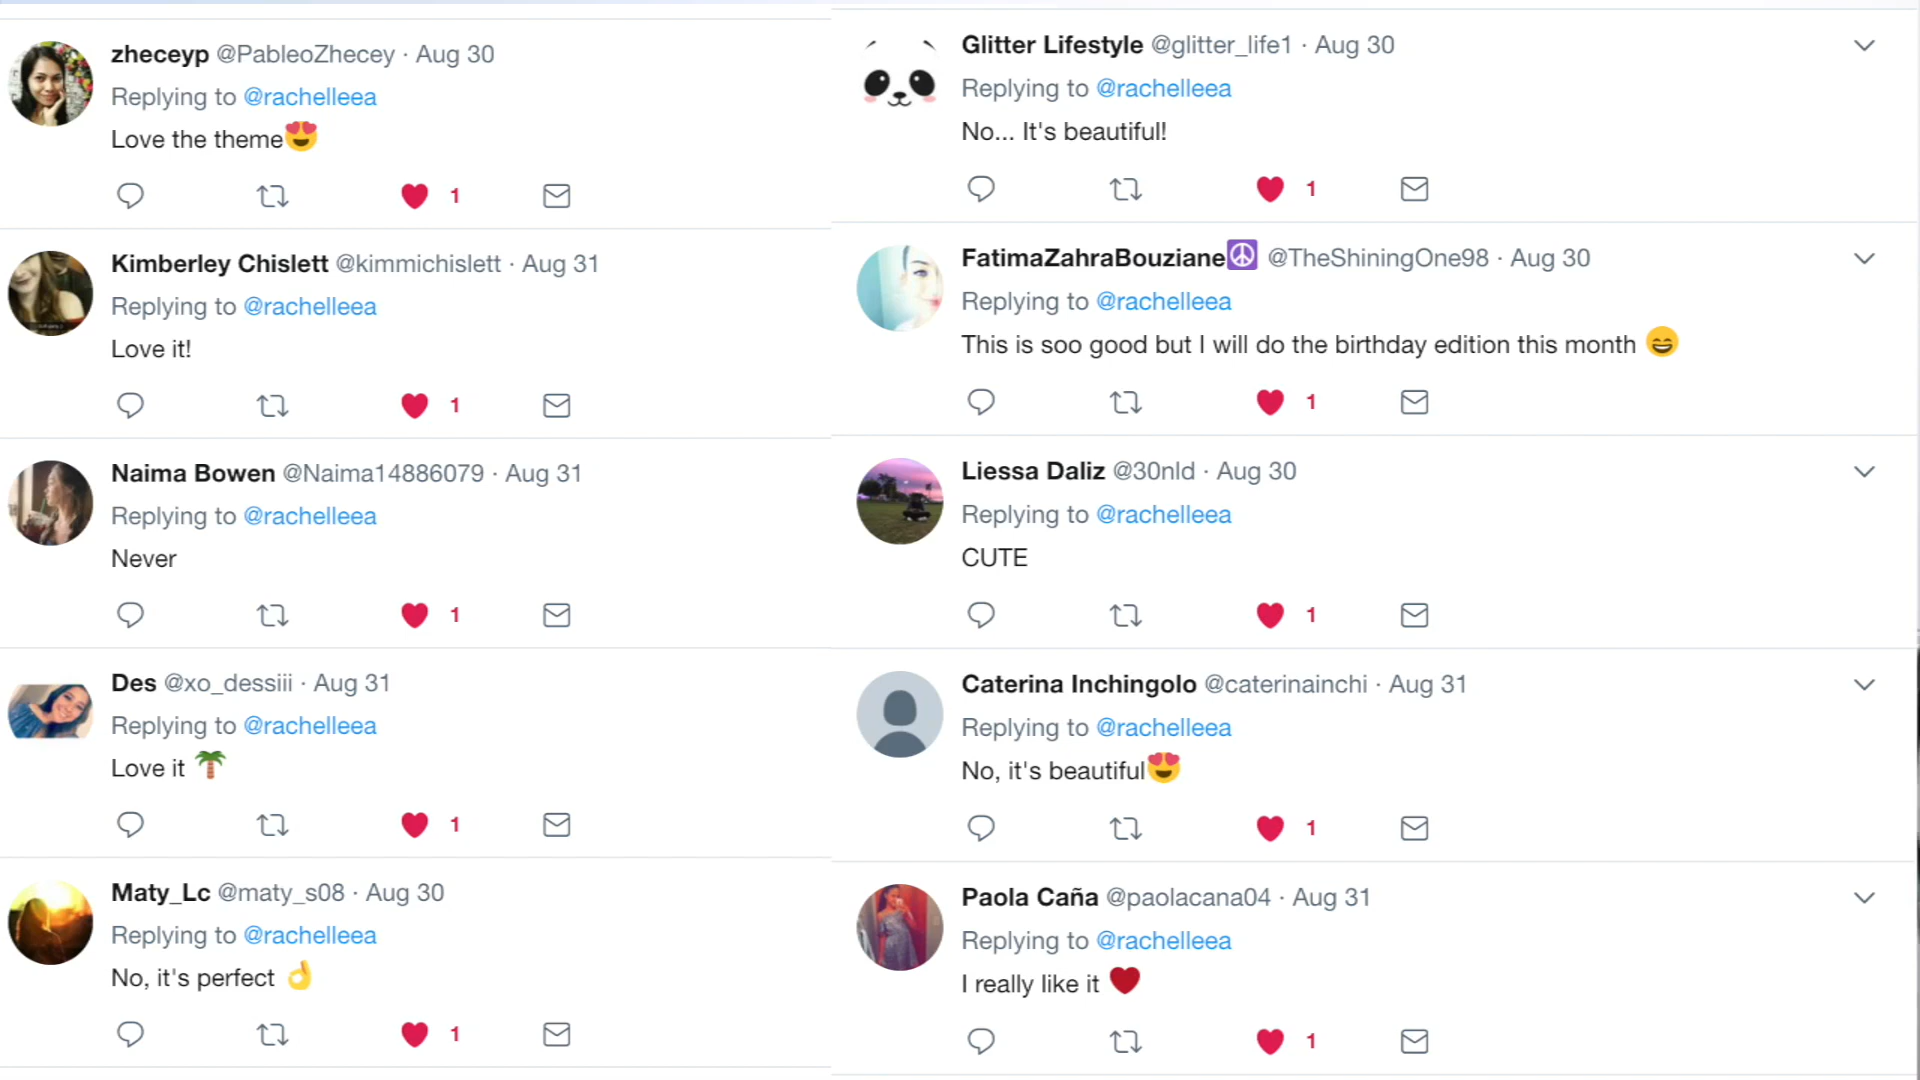 zheceyp @PableoZhecey · Aug 30
Replying to @rachelleea
Love the theme😍
1
Kimberley Chislett @kimmichislett · Aug 31
Replying to @rachelleea
Love it!
1
Naima Bowen @Naima14886079 · Aug 31
Replying to @rachelleea
Never
1
Des @xo_dessiii · Aug 31
Replying to @rachelleea
Love it 🌴
1
Maty_Lc @maty_s08 · Aug 30
Replying to @rachelleea
No, it's perfect 👌
1
Glitter Lifestyle @glitter_life1 · Aug 30
Replying to @rachelleea
No... It's beautiful!
1
FatimaZahraBouziane☮ @TheShiningOne98 · Aug 30
Replying to @rachelleea
This is soo good but I will do the birthday edition this month 😄
1
Liessa Daliz @30nld · Aug 30
Replying to @rachelleea
CUTE
1
Caterina Inchingolo @caterinainchi · Aug 31
Replying to @rachelleea
No, it's beautiful😍
1
Paola Caña @paolacana04 · Aug 31
Replying to @rachelleea
I really like it ❤
1